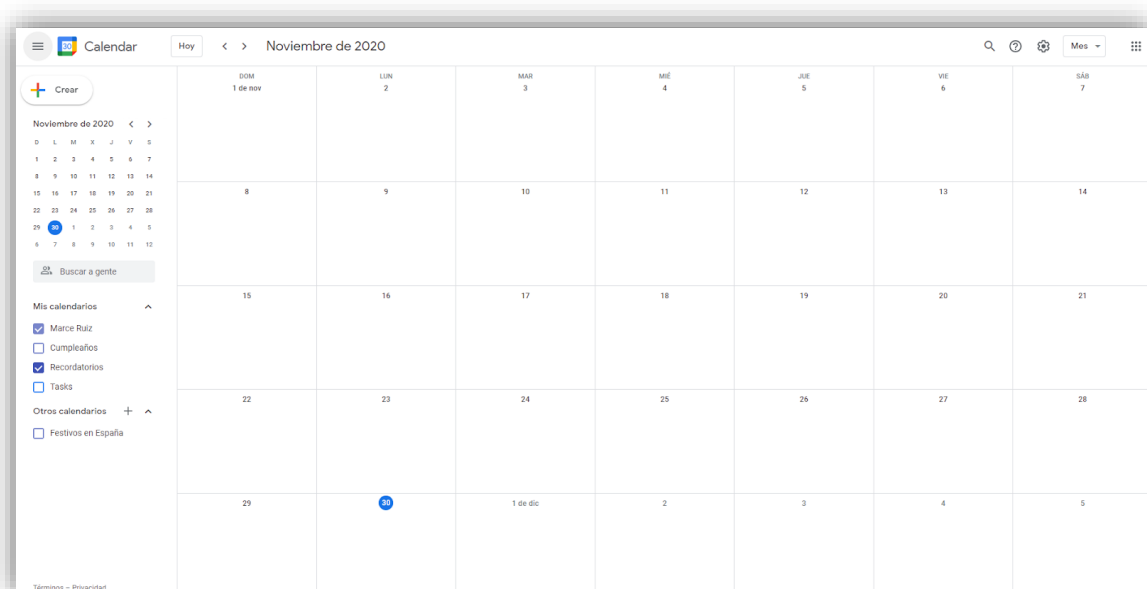 30 Calendar Hoy Noviembre de 2020 Mes
Crear
Noviembre de 2020
D L M X J V S
1 2 3 4 5 6 7
8 9 10 11 12 13 14
15 16 17 18 19 20 21
22 23 24 25 26 27 28
29 30 1 2 3 4 5
6 7 8 9 10 11 12
Buscar a gente
Mis calendarios
Marce Ruiz
Cumpleaños
Recordatorios
Tasks
Otros calendarios
Festivos en España
Términos – Privacidad
DOM LUN MAR MIÉ JUE VIE SÁB
1 de nov 2 3 4 5 6 7
8 9 10 11 12 13 14
15 16 17 18 19 20 21
22 23 24 25 26 27 28
29 30 1 de dic 2 3 4 5